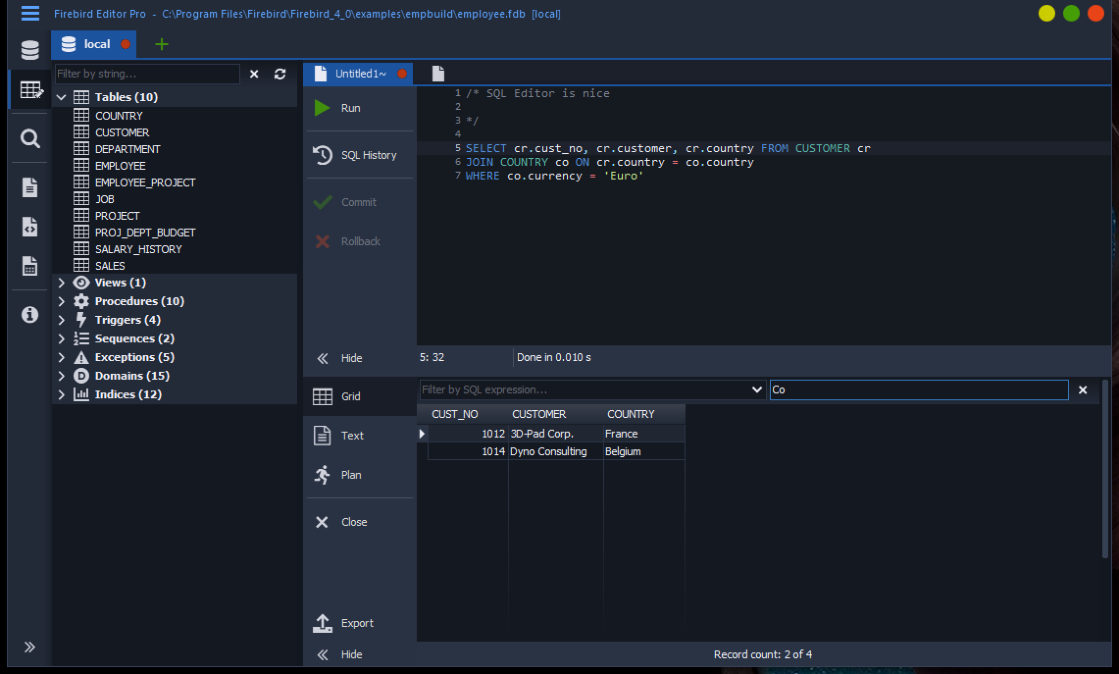 Firebird Editor Pro - C:\Program Files\Firebird\Firebird_4_0\examples\empbuild\employee.fdb [local]
local
Filter by string...
Tables (10)
COUNTRY
CUSTOMER
DEPARTMENT
EMPLOYEE
EMPLOYEE_PROJECT
JOB
PROJECT
PROJ_DEPT_BUDGET
SALARY_HISTORY
SALES
Views (1)
Procedures (10)
Triggers (4)
Sequences (2)
Exceptions (5)
Domains (15)
Indices (12)
Untitled1~
Run
SQL History
Commit
Rollback
Hide
1 /* SQL Editor is nice
2
3 */
4
5 SELECT cr.cust_no, cr.customer, cr.country FROM CUSTOMER cr
6 JOIN COUNTRY co ON cr.country = co.country
7 WHERE co.currency = 'Euro'
5: 32 Done in 0.010 s
Grid
Text
Plan
Close
Export
Hide
Filter by SQL expression... Co
CUST_NO CUSTOMER COUNTRY
1012 3D-Pad Corp. France
1014 Dyno Consulting Belgium
Record count: 2 of 4